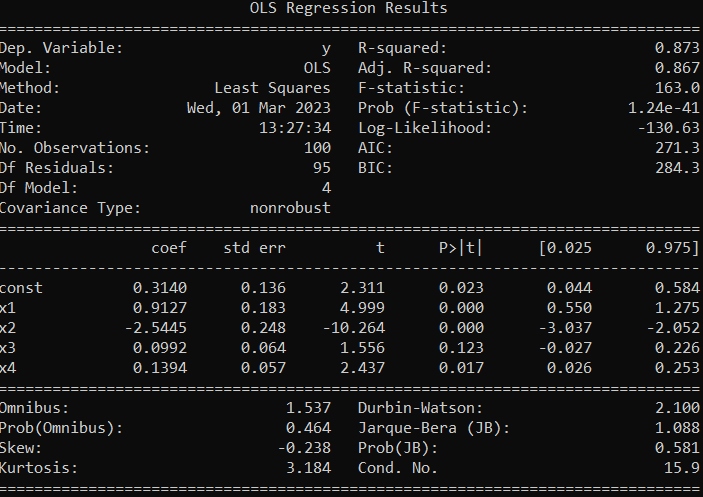 OLS Regression Results
==============================================================================
Dep. Variable:                      y   R-squared:                       0.873
Model:                            OLS   Adj. R-squared:                  0.867
Method:                 Least Squares   F-statistic:                     163.0
Date:                Wed, 01 Mar 2023   Prob (F-statistic):           1.24e-41
Time:                        13:27:34   Log-Likelihood:                -130.63
No. Observations:                 100   AIC:                             271.3
Df Residuals:                      95   BIC:                             284.3
Df Model:                           4
Covariance Type:            nonrobust
==============================================================================
                 coef    std err          t      P>|t|      [0.025      0.975]
------------------------------------------------------------------------------
const          0.3140      0.136      2.311      0.023       0.044       0.584
x1             0.9127      0.183      4.999      0.000       0.550       1.275
x2            -2.5445      0.248    -10.264      0.000      -3.037      -2.052
x3             0.0992      0.064      1.556      0.123      -0.027       0.226
x4             0.1394      0.057      2.437      0.017       0.026       0.253
==============================================================================
Omnibus:                        1.537   Durbin-Watson:                   2.100
Prob(Omnibus):                  0.464   Jarque-Bera (JB):                1.088
Skew:                          -0.238   Prob(JB):                        0.581
Kurtosis:                       3.184   Cond. No.                         15.9
==============================================================================